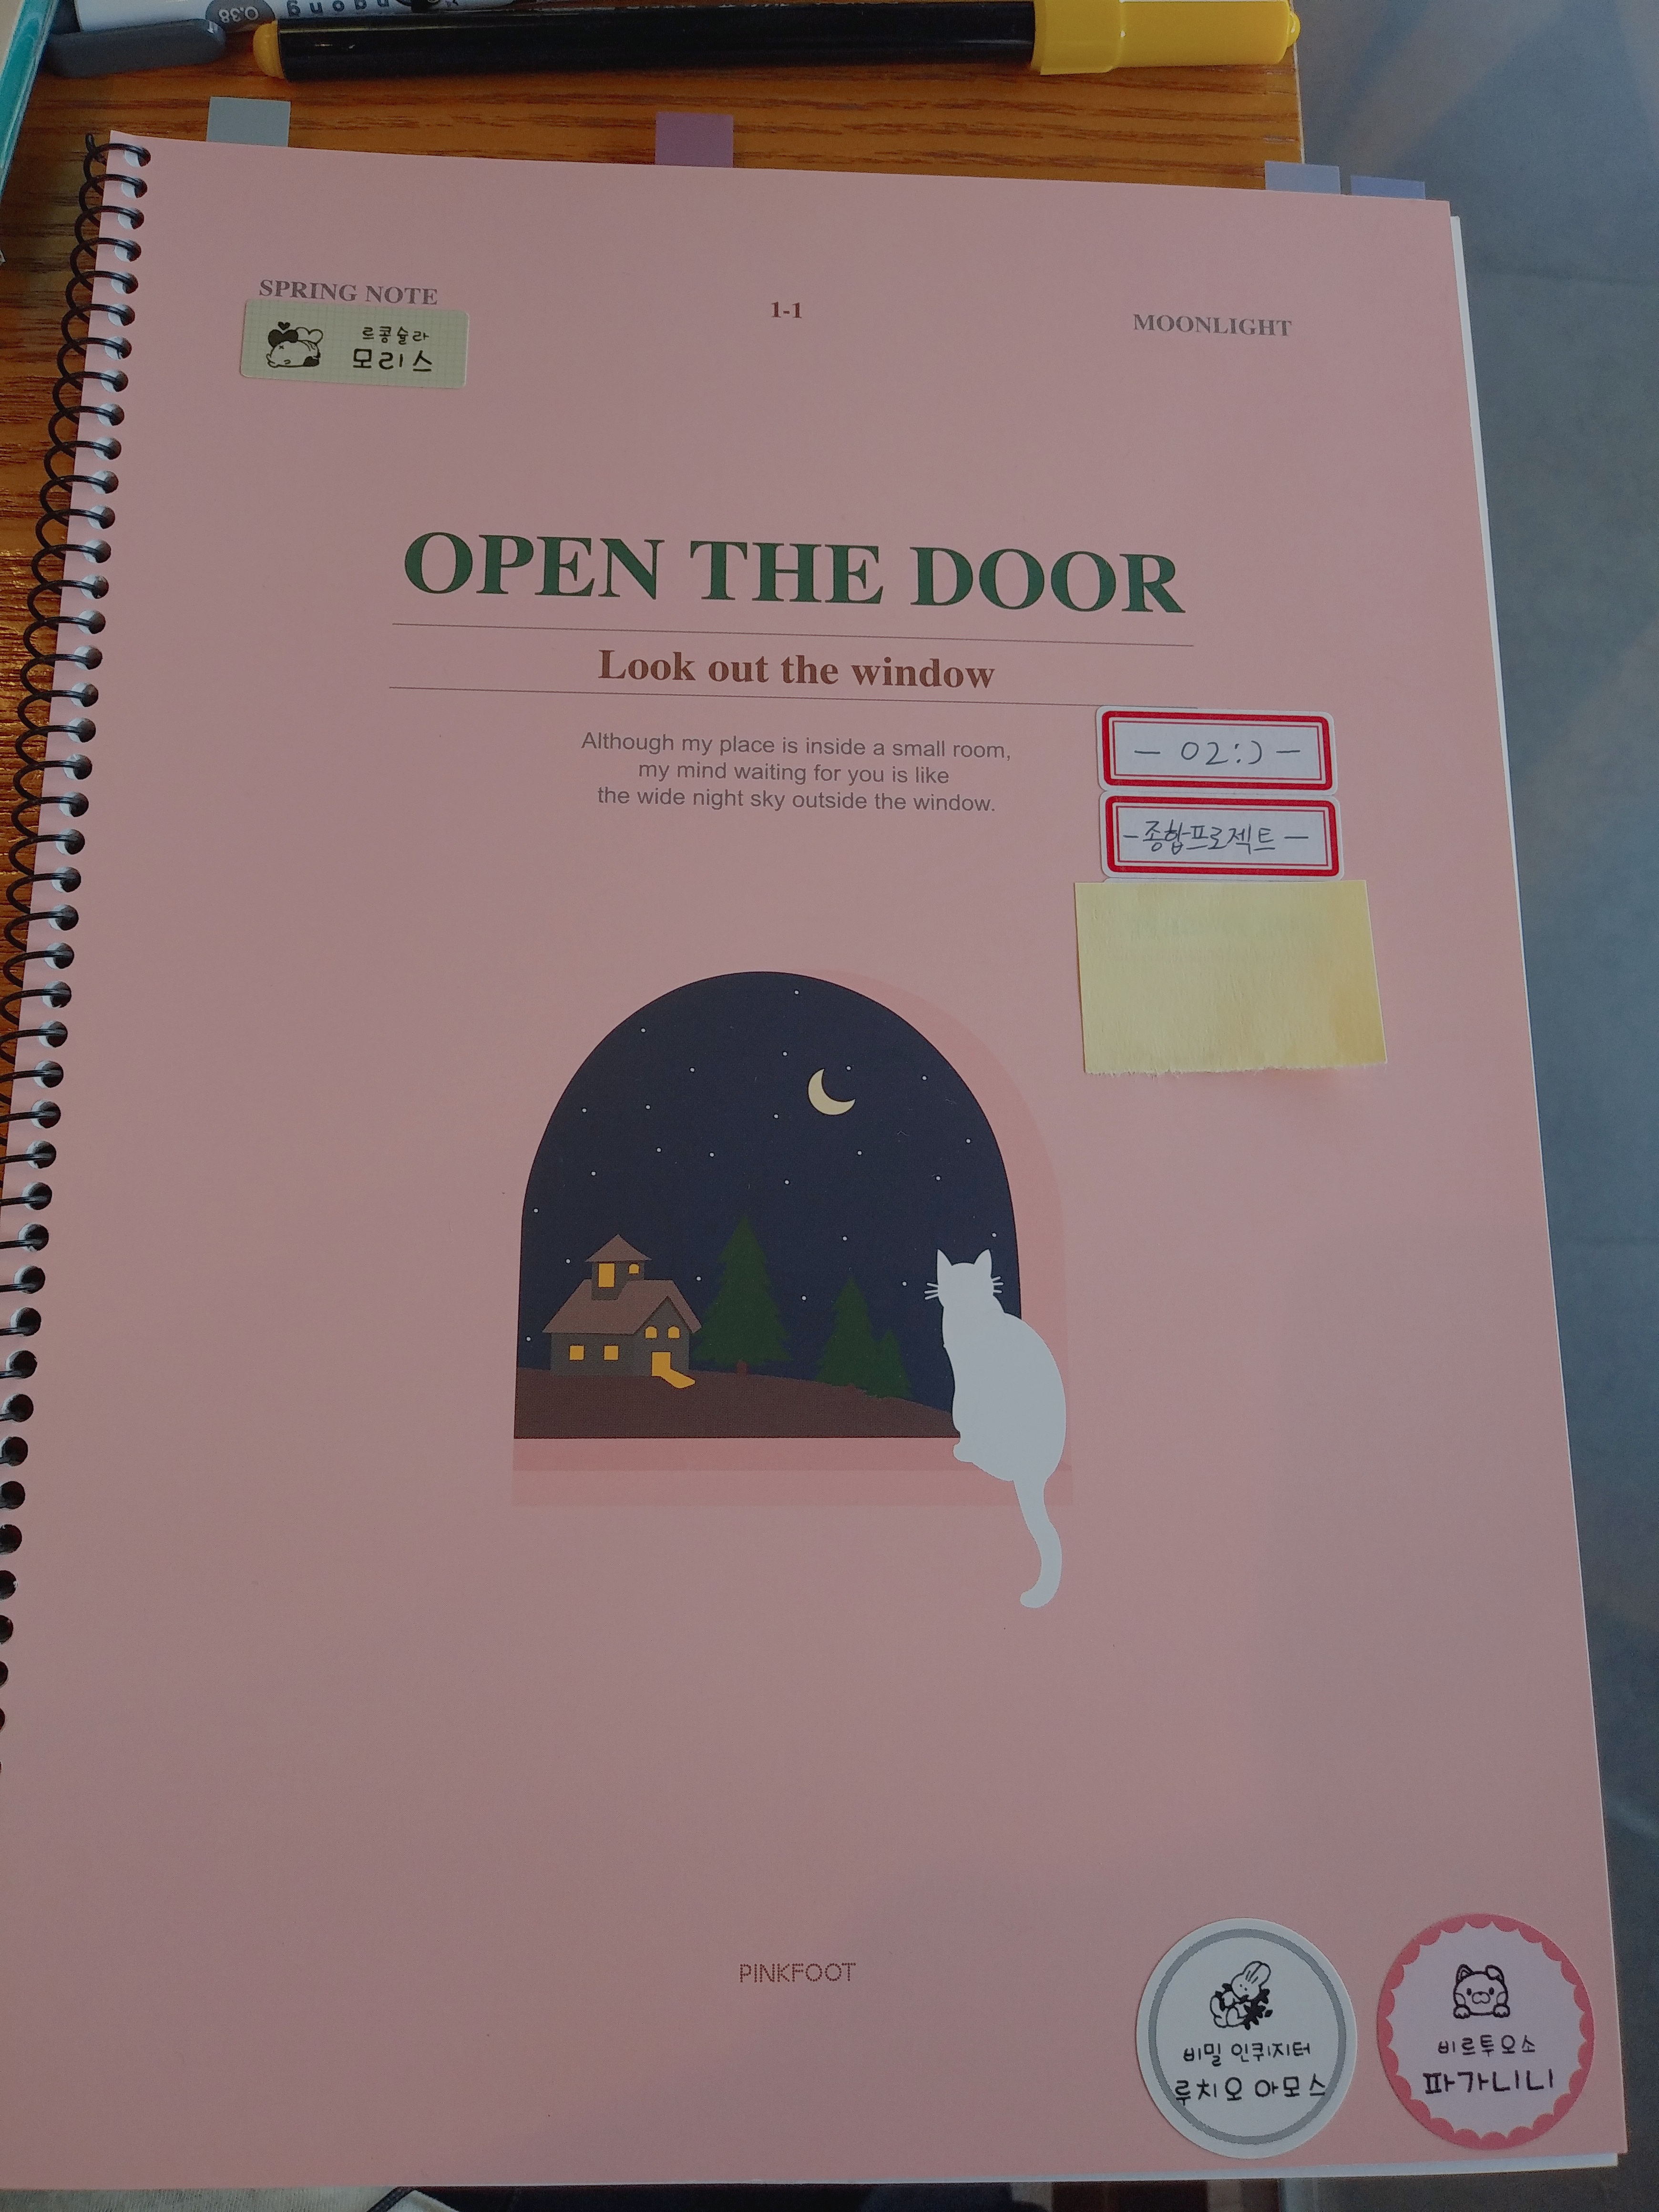 0.38
SPRING NOTE
1-1
MOONLIGHT
르콩슐라
모리스
OPEN THE DOOR
Look out the window
Although my place is inside a small room,
my mind waiting for you is like
the wide night sky outside the window.
- 02:) -
-종합프로젝트-
PINKFOOT
비밀 인퀴지터
루치오 아모스
비르투오소
파가니니